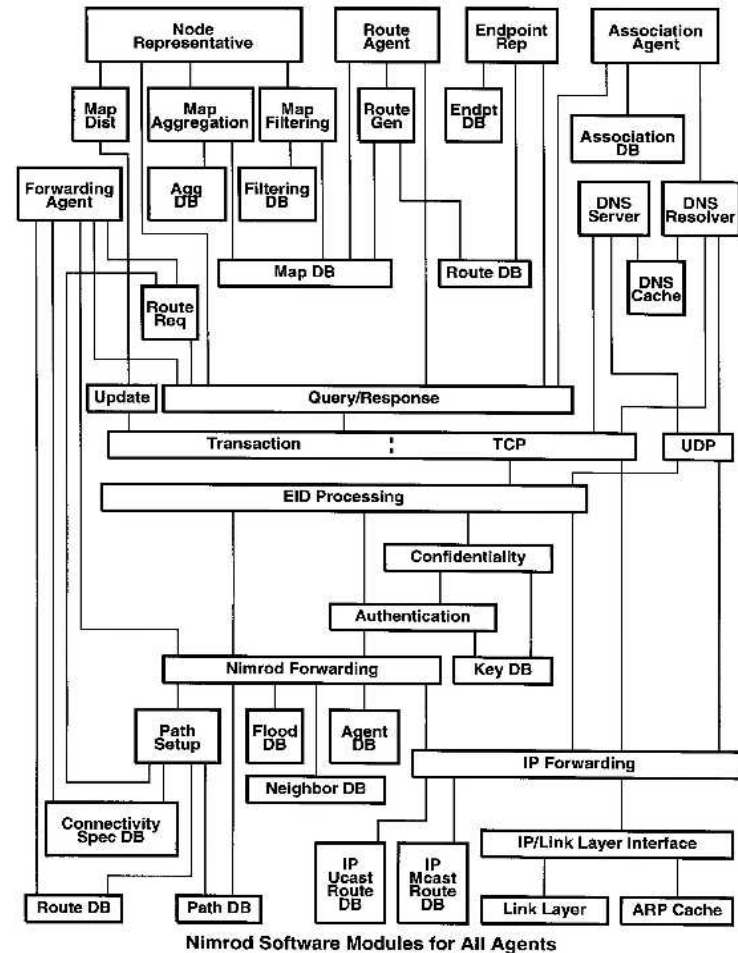 Node
Representative
Route
Agent
Endpoint
Rep
Association
Agent
Map
Dist
Map
Aggregation
Map
Filtering
Route
Gen
Endpt
DB
Association
DB
Forwarding
Agent
Agg
DB
Filtering
DB
DNS
Server
DNS
Resolver
Map DB
Route DB
DNS
Cache
Route
Req
Update
Query/Response
Transaction
TCP
UDP
EID Processing
Confidentiality
Authentication
Nimrod Forwarding
Key DB
Path
Setup
Flood
DB
Agent
DB
IP Forwarding
Neighbor DB
Connectivity
Spec DB
IP/Link Layer Interface
IP
Ucast
Route
DB
IP
Mcast
Route
DB
Route DB
Path DB
Link Layer
ARP Cache
Nimrod Software Modules for All Agents